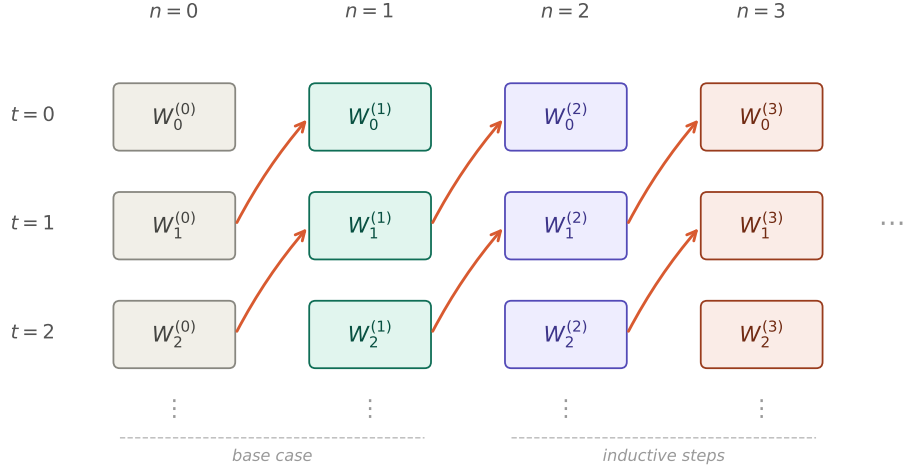 n = 0 n = 1 n = 2 n = 3
t = 0 W_0^{(0)} W_0^{(1)} W_0^{(2)} W_0^{(3)}
t = 1 W_1^{(0)} W_1^{(1)} W_1^{(2)} W_1^{(3)} ⋯
t = 2 W_2^{(0)} W_2^{(1)} W_2^{(2)} W_2^{(3)}
⋮ ⋮ ⋮ ⋮
base case inductive steps